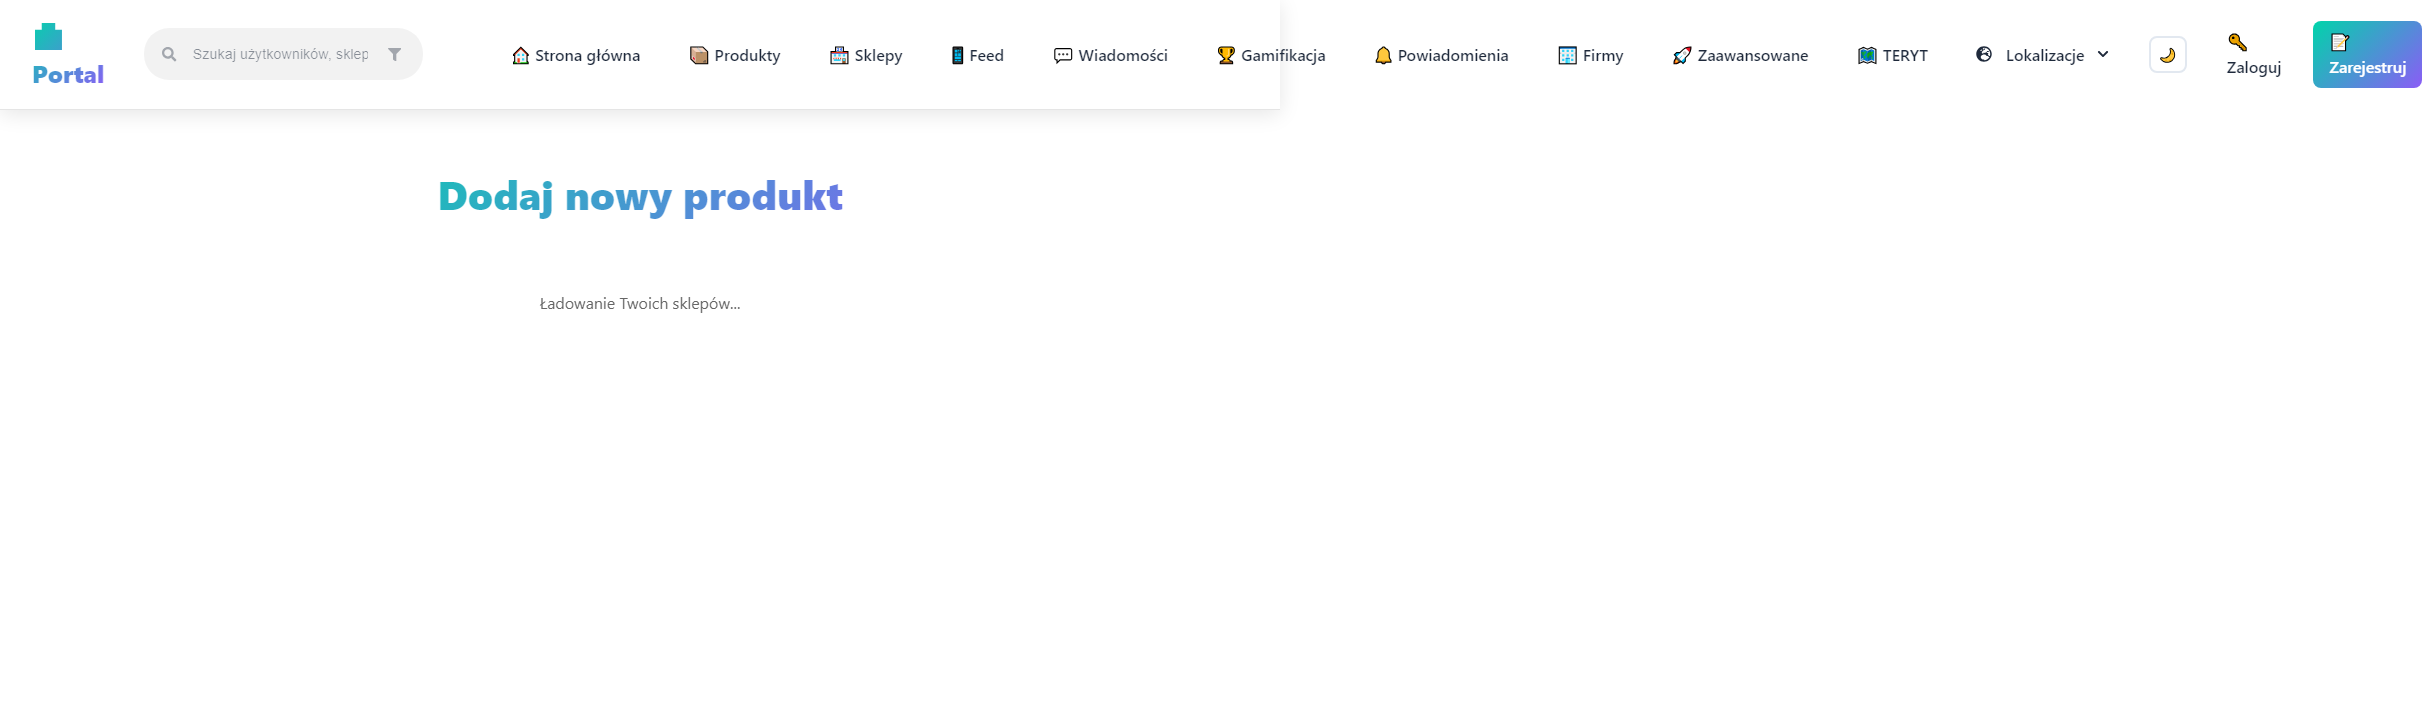 Portal
Szukaj użytkowników, sklep
Strona główna
Produkty
Sklepy
Feed
Wiadomości
Gamifikacja
Powiadomienia
Firmy
Zaawansowane
TERYT
Lokalizacje
Zaloguj
Zarejestruj
Dodaj nowy produkt
Ładowanie Twoich sklepów...